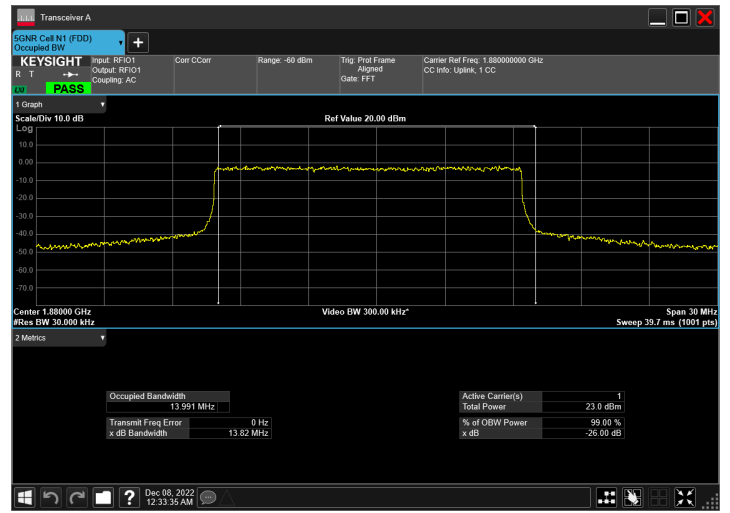 Transceiver A
5GNR Cell N1 (FDD)
Occupied BW
KEYSIGHT
R T
LXI
PASS
Input: RFIO1
Output: RFIO1
Coupling: AC
Corr CCorr
Range: -60 dBm
Trig: Prot Frame
Aligned
Gate: FFT
Carrier Ref Freq: 1.880000000 GHz
CC Info: Uplink, 1 CC
1 Graph
Scale/Div 10.0 dB
Ref Value 20.00 dBm
Log
10.0
0.00
-10.0
-20.0
-30.0
-40.0
-50.0
-60.0
-70.0
Center 1.88000 GHz
Video BW 300.00 kHz*
Span 30 MHz
#Res BW 30.000 kHz
Sweep 39.7 ms (1001 pts)
2 Metrics
Occupied Bandwidth
13.991 MHz
Active Carrier(s) 1
Total Power 23.0 dBm
Transmit Freq Error 0 Hz
x dB Bandwidth 13.82 MHz
% of OBW Power 99.00 %
x dB -26.00 dB
?
Dec 08, 2022
12:33:35 AM